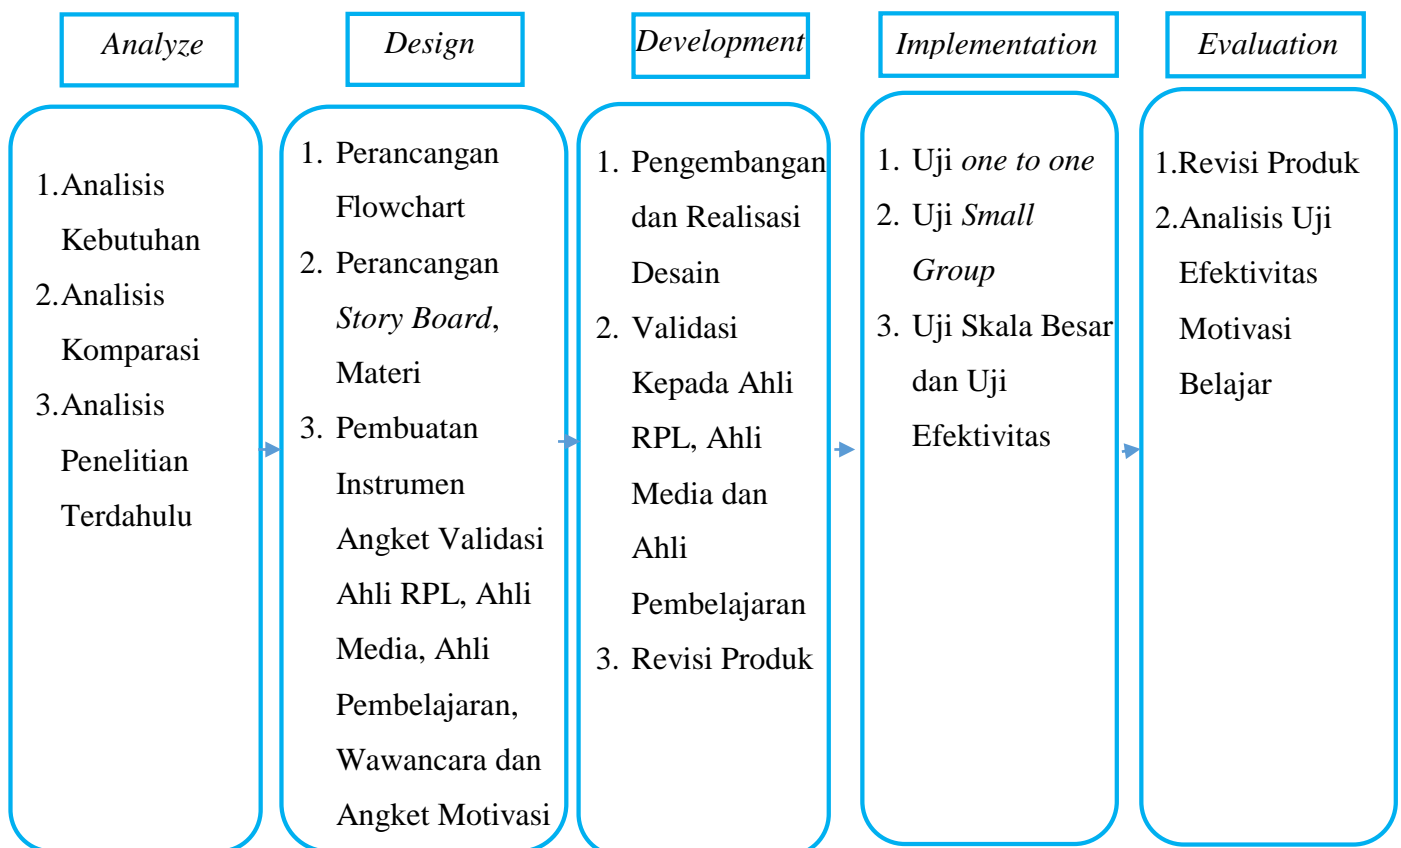 Analyze
Design
Development
Implementation
Evaluation
1.Analisis
Kebutuhan
2.Analisis
Komparasi
3.Analisis
Penelitian
Terdahulu
1. Perancangan
Flowchart
2. Perancangan
Story Board,
Materi
3. Pembuatan
Instrumen
Angket Validasi
Ahli RPL, Ahli
Media, Ahli
Pembelajaran,
Wawancara dan
Angket Motivasi
1. Pengembangan
dan Realisasi
Desain
2. Validasi
Kepada Ahli
RPL, Ahli
Media dan
Ahli
Pembelajaran
3. Revisi Produk
1. Uji one to one
2. Uji Small
Group
3. Uji Skala Besar
dan Uji
Efektivitas
1.Revisi Produk
2.Analisis Uji
Efektivitas
Motivasi
Belajar